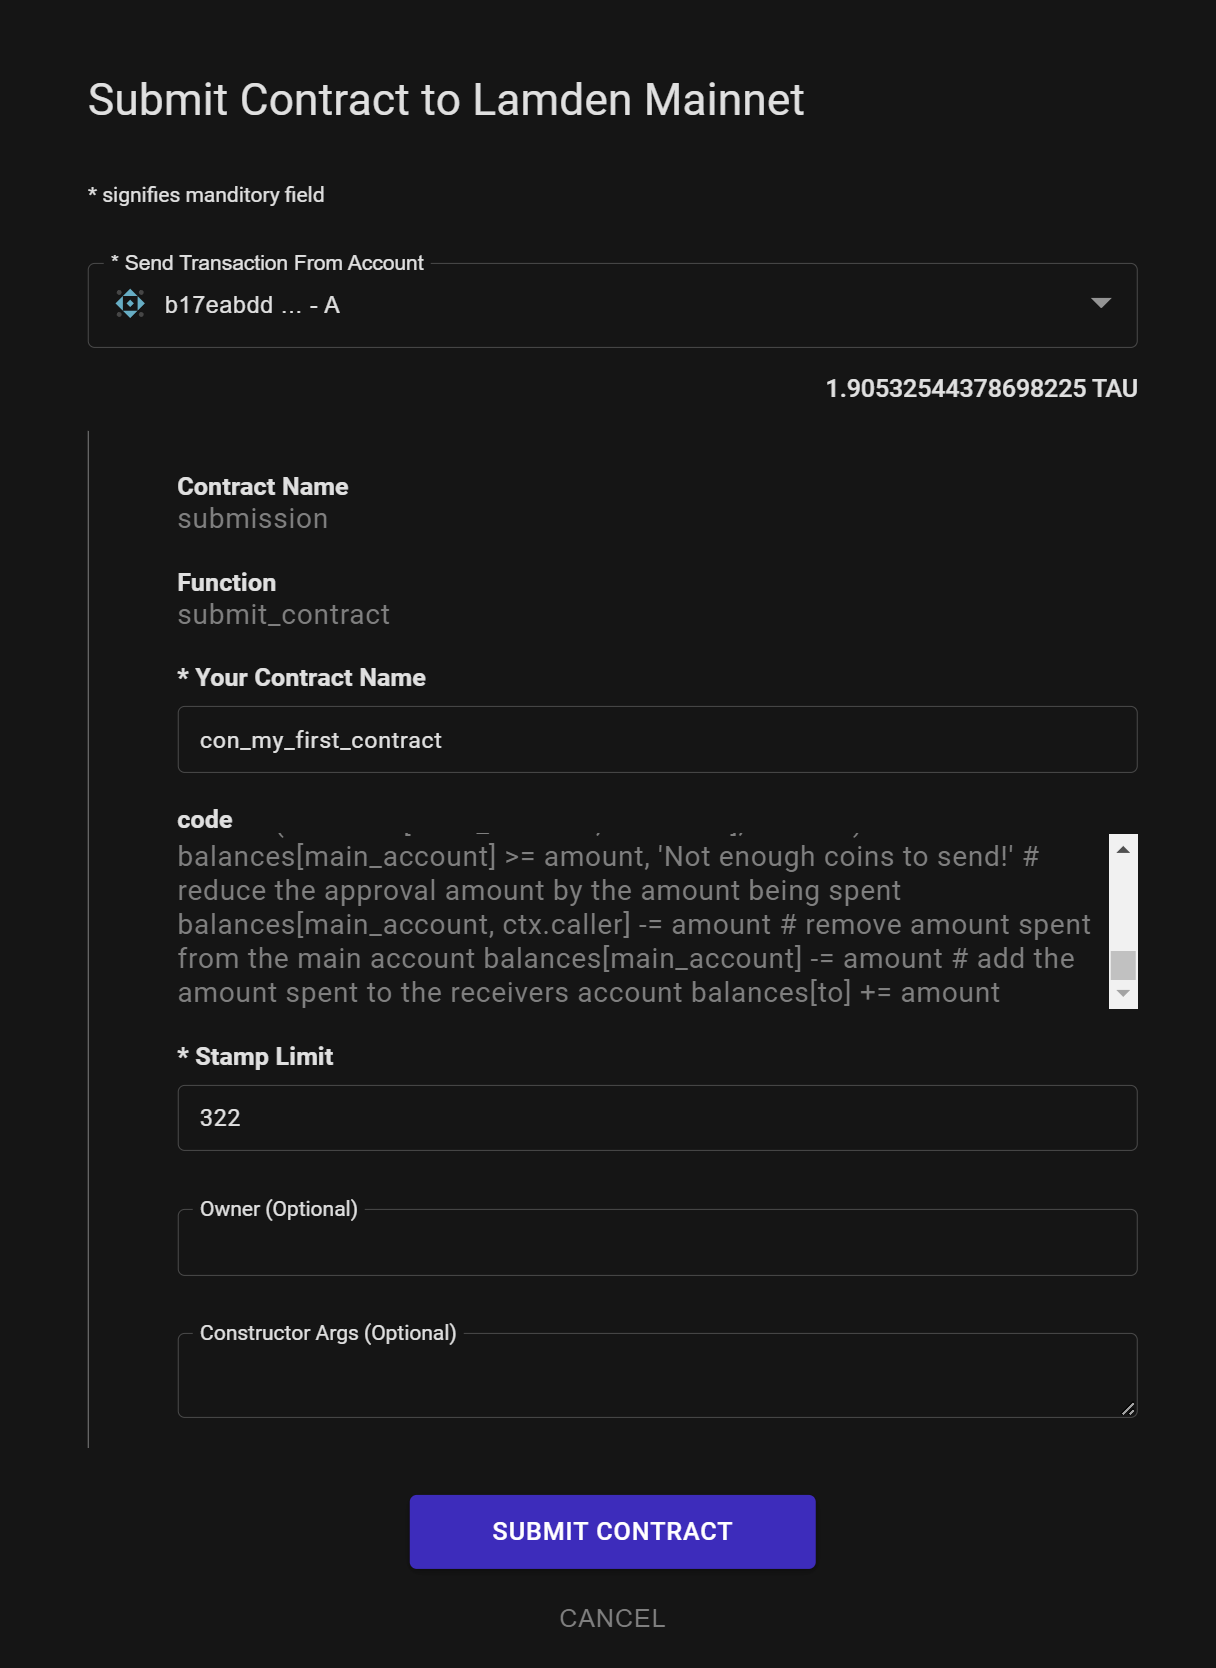 Submit Contract to Lamden Mainnet
* signifies manditory field
* Send Transaction From Account
b17eabdd ... - A
1.90532544378698225 TAU
Contract Name
submission
Function
submit_contract
* Your Contract Name
con_my_first_contract
code
balances[main_account] >= amount, 'Not enough coins to send!' #
reduce the approval amount by the amount being spent
balances[main_account, ctx.caller] -= amount # remove amount spent
from the main account balances[main_account] -= amount # add the
amount spent to the receivers account balances[to] += amount
* Stamp Limit
322
Owner (Optional)
Constructor Args (Optional)
SUBMIT CONTRACT
CANCEL